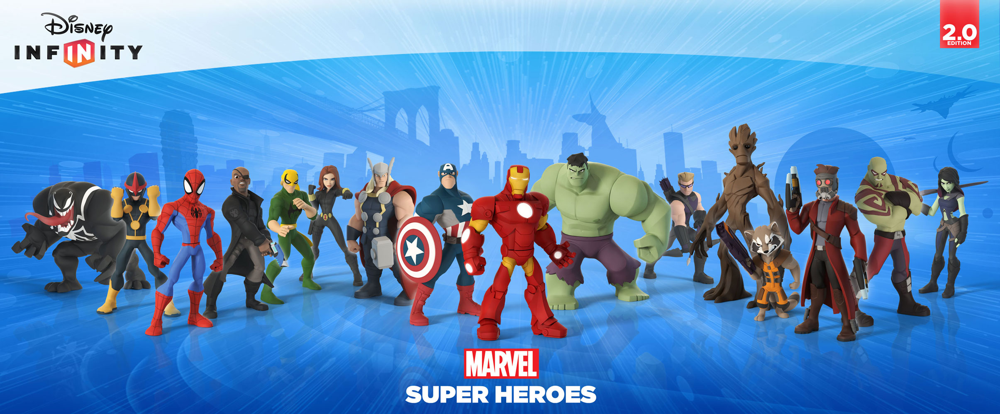 Disney
INFINITY
2.0
EDITION
MARVEL
SUPER HEROES